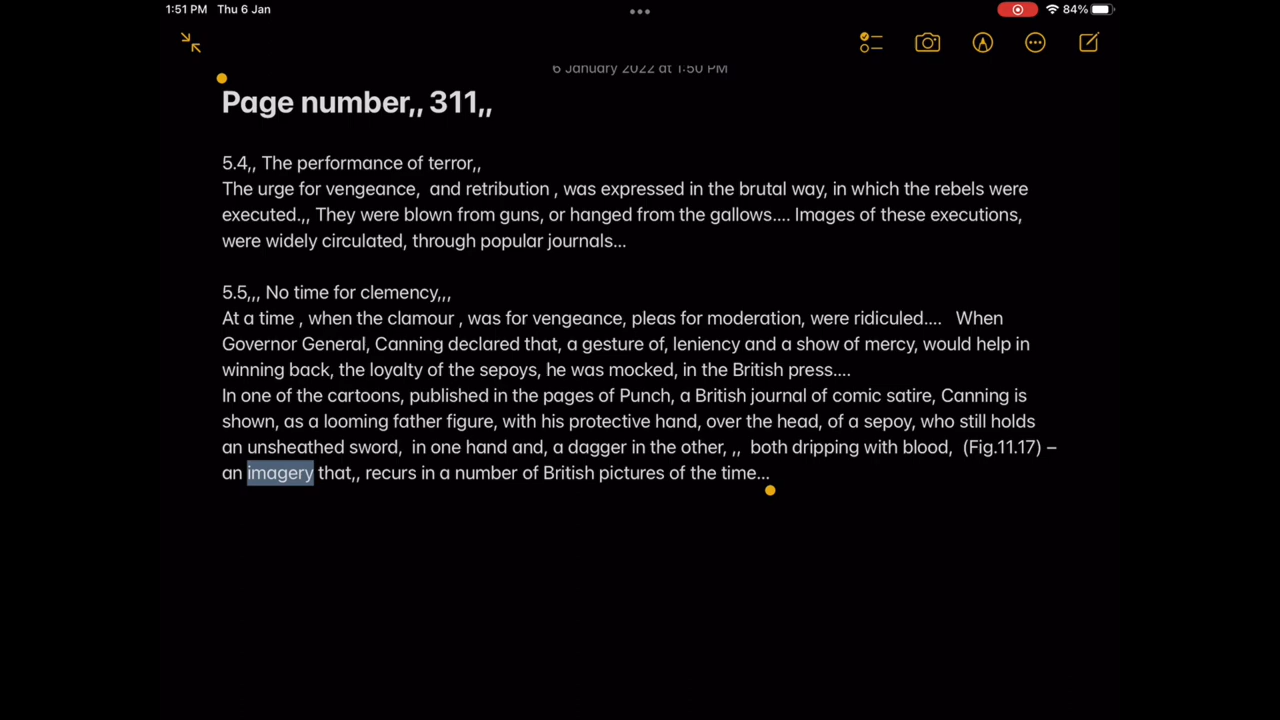 1:51 PM Thu 6 Jan
84%
6 January 2022 at 1:50 PM
Page number,, 311,,
5.4,, The performance of terror,,
The urge for vengeance,  and retribution , was expressed in the brutal way, in which the rebels were
executed.,, They were blown from guns, or hanged from the gallows.... Images of these executions,
were widely circulated, through popular journals...
5.5,,, No time for clemency,,,
At a time , when the clamour , was for vengeance, pleas for moderation, were ridiculed....   When
Governor General, Canning declared that, a gesture of, leniency and a show of mercy, would help in
winning back, the loyalty of the sepoys, he was mocked, in the British press....
In one of the cartoons, published in the pages of Punch, a British journal of comic satire, Canning is
shown, as a looming father figure, with his protective hand, over the head, of a sepoy, who still holds
an unsheathed sword,  in one hand and, a dagger in the other, ,,  both dripping with blood,  (Fig.11.17) –
an imagery that,, recurs in a number of British pictures of the time...